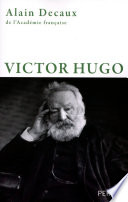 Alain Decaux
de l'Académie française
VICTOR HUGO